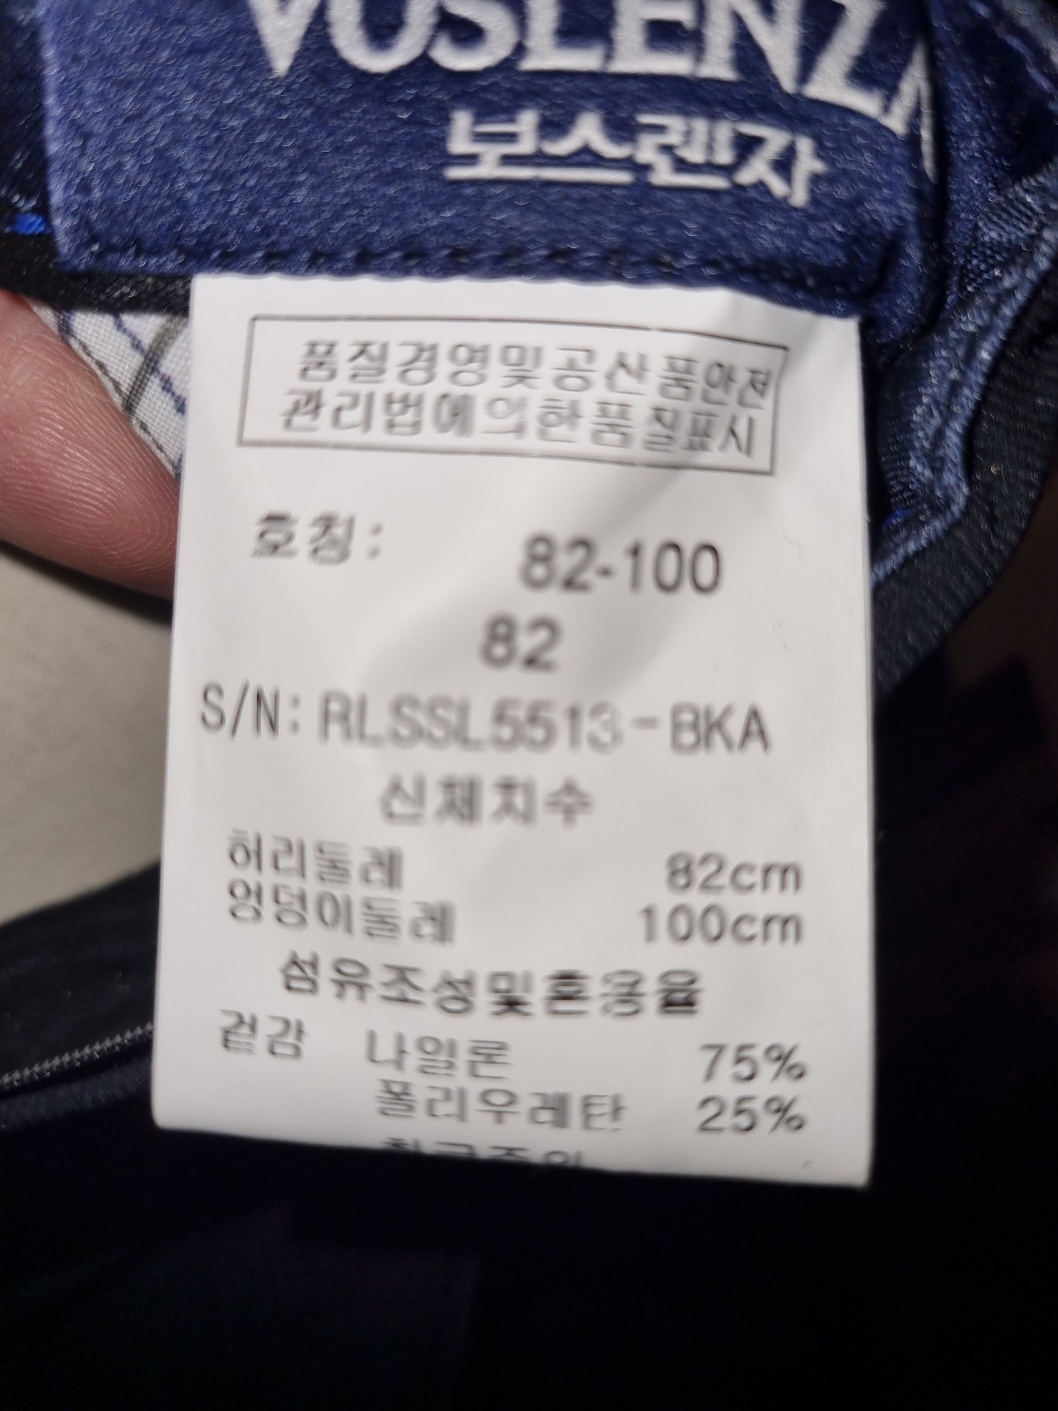 VOSLENZA
보스렌자
품질경영및공산품안전
관리법에의한품질표시
호칭: 82-100
82
S/N: RLSSL5513-BKA
신체치수
허리둘레 82cm
엉덩이둘레 100cm
섬유조성및혼용율
겉감 나일론 75%
폴리우레탄 25%